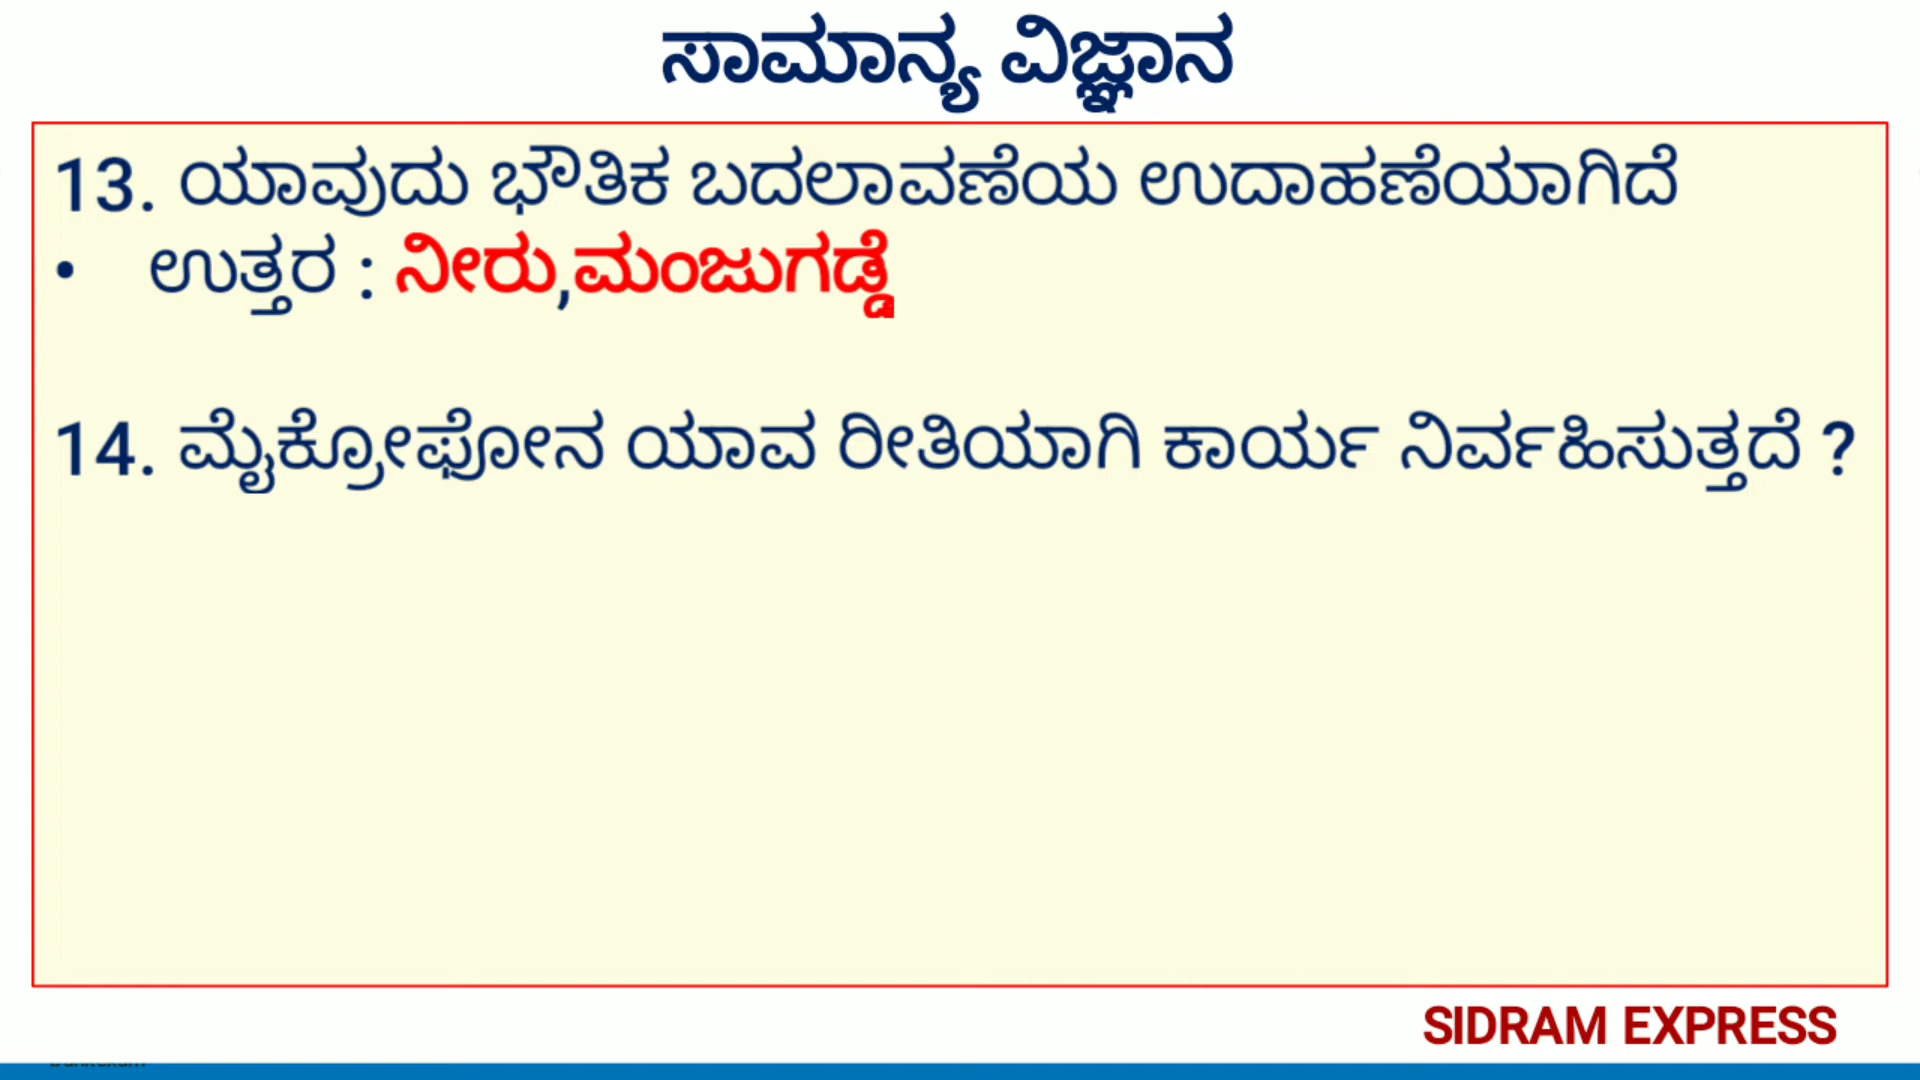 ಸಾಮಾನ್ಯ ವಿಜ್ಞಾನ
13. ಯಾವುದು ಭೌತಿಕ ಬದಲಾವಣೆಯ ಉದಾಹಣೆಯಾಗಿದೆ
• ಉತ್ತರ : ನೀರು,ಮಂಜುಗಡ್ಡೆ
14. ಮೈಕ್ರೋಫೋನ ಯಾವ ರೀತಿಯಾಗಿ ಕಾರ್ಯ ನಿರ್ವಹಿಸುತ್ತದೆ ?
SIDRAM EXPRESS